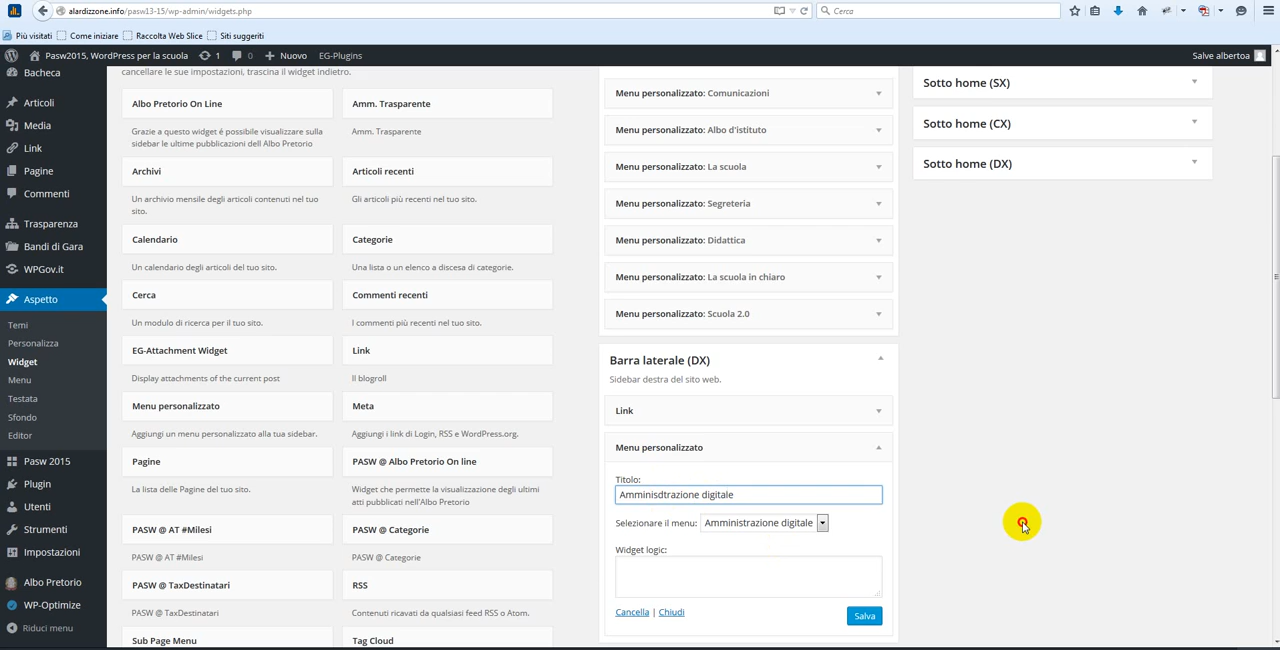 alardizzone.info/pasw13-15/wp-admin/widgets.php
Cerca
Più visitati
Come iniziare
Raccolta Web Slice
Siti suggeriti
Pasw2015, WordPress per la scuola
1
0
Nuovo
EG-Plugins
Salve albertoa
Bacheca
Articoli
Media
Link
Pagine
Commenti
Trasparenza
Bandi di Gara
WPGov.it
Aspetto
Temi
Personalizza
Widget
Menu
Testata
Sfondo
Editor
Pasw 2015
Plugin
Utenti
Strumenti
Impostazioni
Albo Pretorio
WP-Optimize
Riduci menu
cancellare le sue impostazioni, trascina il widget indietro.
Albo Pretorio On Line
Grazie a questo widget é possibile visualizzare sulla
sidebar le ultime pubblicazioni dell Albo Pretorio
Amm. Trasparente
Amm. Trasparente
Archivi
Un archivio mensile degli articoli contenuti nel tuo
sito.
Articoli recenti
Gli articoli più recenti nel tuo sito.
Calendario
Un calendario degli articoli del tuo sito.
Categorie
Una lista o un elenco a discesa di categorie.
Cerca
Un modulo di ricerca per il tuo sito.
Commenti recenti
I commenti più recenti nel tuo sito.
EG-Attachment Widget
Display attachments of the current post
Link
Il blogroll
Menu personalizzato
Aggiungi un menu personalizzato alla tua sidebar.
Meta
Aggiungi i link di Login, RSS e WordPress.org.
Pagine
La lista delle Pagine del tuo sito.
PASW @ Albo Pretorio On line
Widget che permette la visualizzazione degli ultimi
atti pubblicati nell'Albo Pretorio
PASW @ AT #Milesi
PASW @ AT #Milesi
PASW @ Categorie
PASW @ Categorie
PASW @ TaxDestinatari
PASW @ TaxDestinatari
RSS
Contenuti ricavati da qualsiasi feed RSS o Atom.
Sub Page Menu
Tag Cloud
Menu personalizzato: Comunicazioni
Menu personalizzato: Albo d'istituto
Menu personalizzato: La scuola
Menu personalizzato: Segreteria
Menu personalizzato: Didattica
Menu personalizzato: La scuola in chiaro
Menu personalizzato: Scuola 2.0
Barra laterale (DX)
Sidebar destra del sito web.
Link
Menu personalizzato
Titolo:
Amminisdtrazione digitale
Selezionare il menu: Amministrazione digitale
Widget logic:
Cancella | Chiudi
Salva
Sotto home (SX)
Sotto home (CX)
Sotto home (DX)